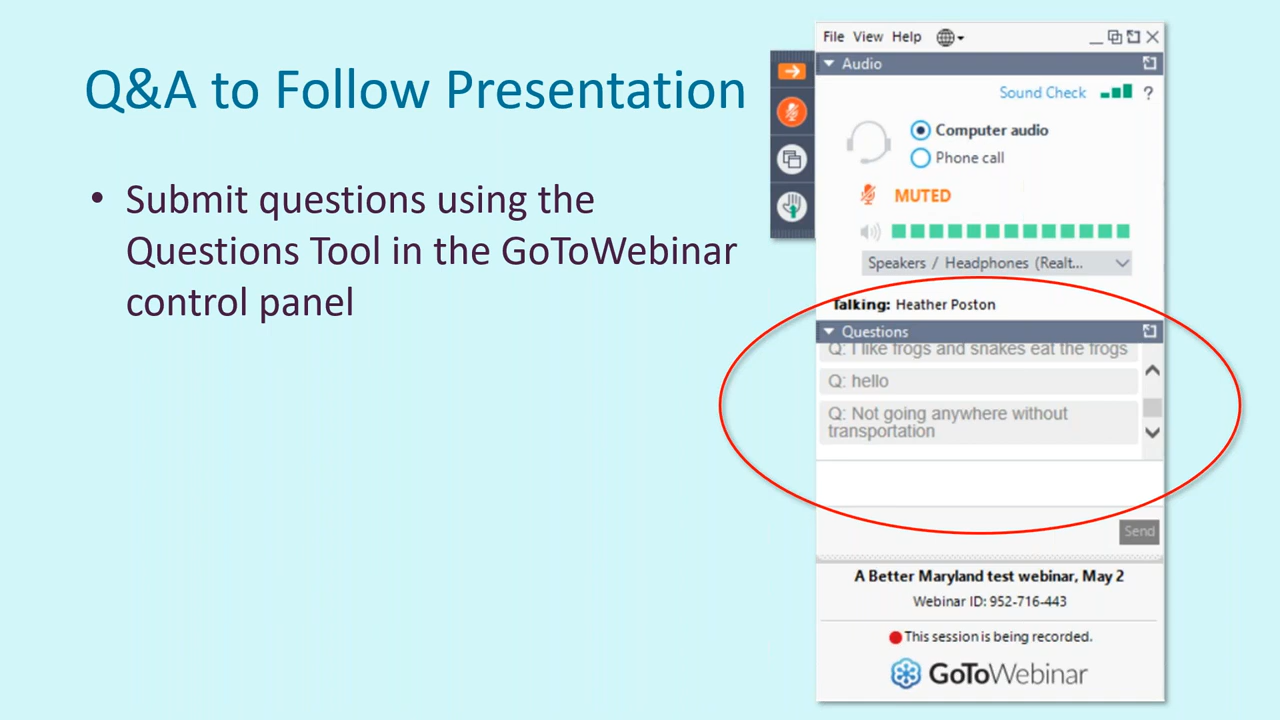 Q&A to Follow Presentation
• Submit questions using the
Questions Tool in the GoToWebinar
control panel
File View Help
Audio
Sound Check ?
Computer audio
Phone call
MUTED
Speakers / Headphones (Realt...
Talking: Heather Poston
Questions
Q: I like frogs and snakes eat the frogs
Q: hello
Q: Not going anywhere without
transportation
Send
A Better Maryland test webinar, May 2
Webinar ID: 952-716-443
This session is being recorded.
GoToWebinar